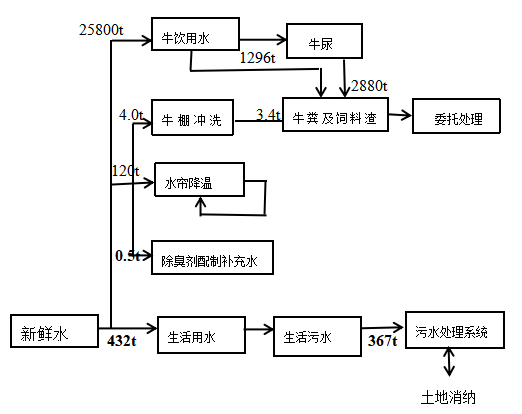 25800t
牛饮用水
牛尿
1296t
2880t
4.0t
牛棚冲洗
3.4t
牛粪及饲料渣
委托处理
120t
水帘降温
0.5t
除臭剂配制补充水
新鲜水
432t
生活用水
生活污水
367t
污水处理系统
土地消纳